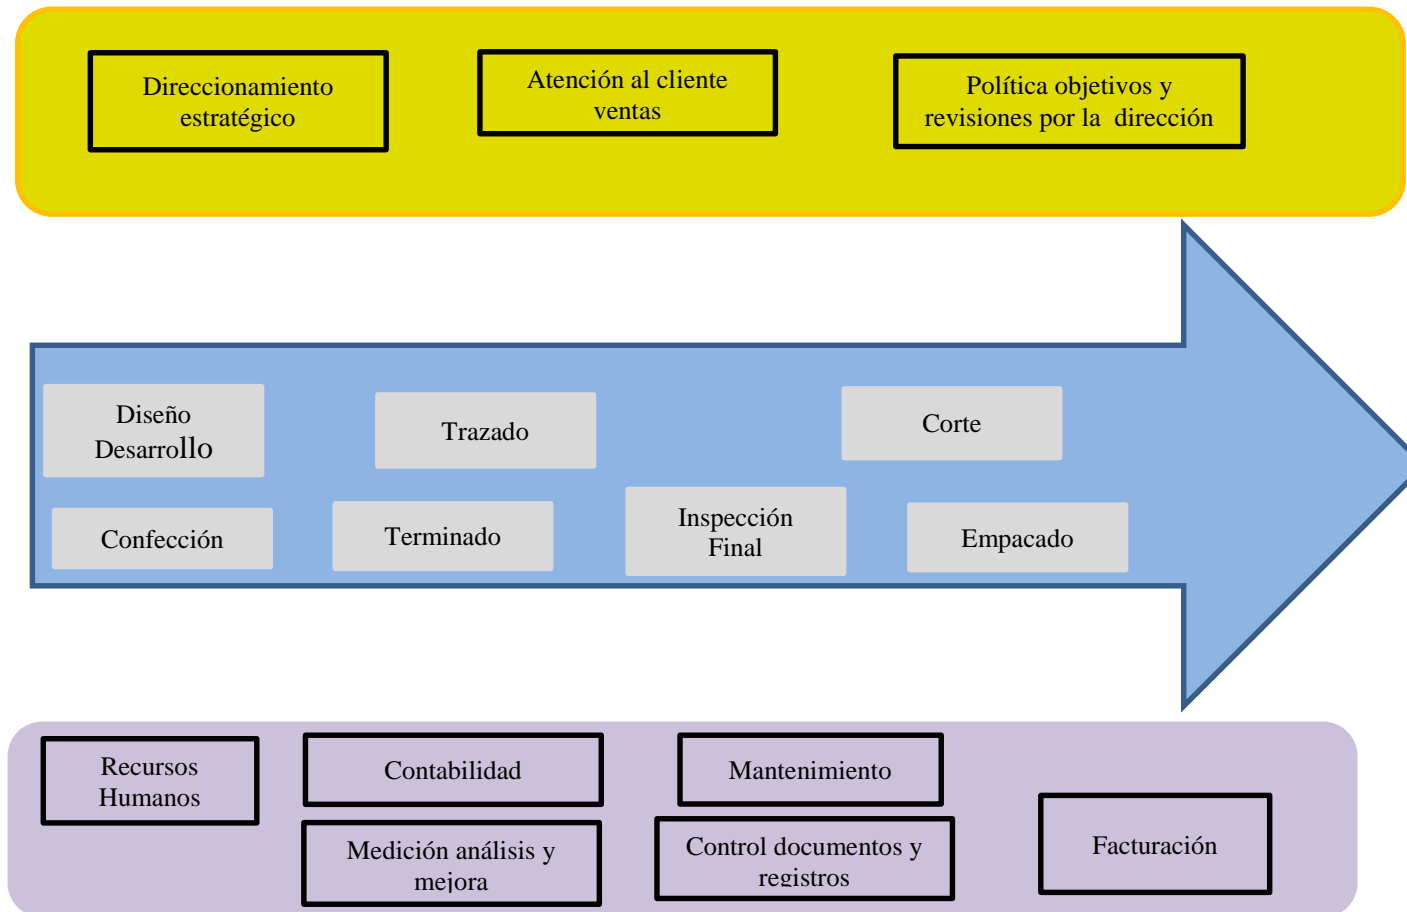 Direccionamiento
estratégico
Atención al cliente
ventas
Política objetivos y
revisiones por la  dirección
Diseño
Desarrollo
Trazado
Corte
Confección
Terminado
Inspección
Final
Empacado
Recursos
Humanos
Contabilidad
Mantenimiento
Medición análisis y
mejora
Control documentos y
registros
Facturación